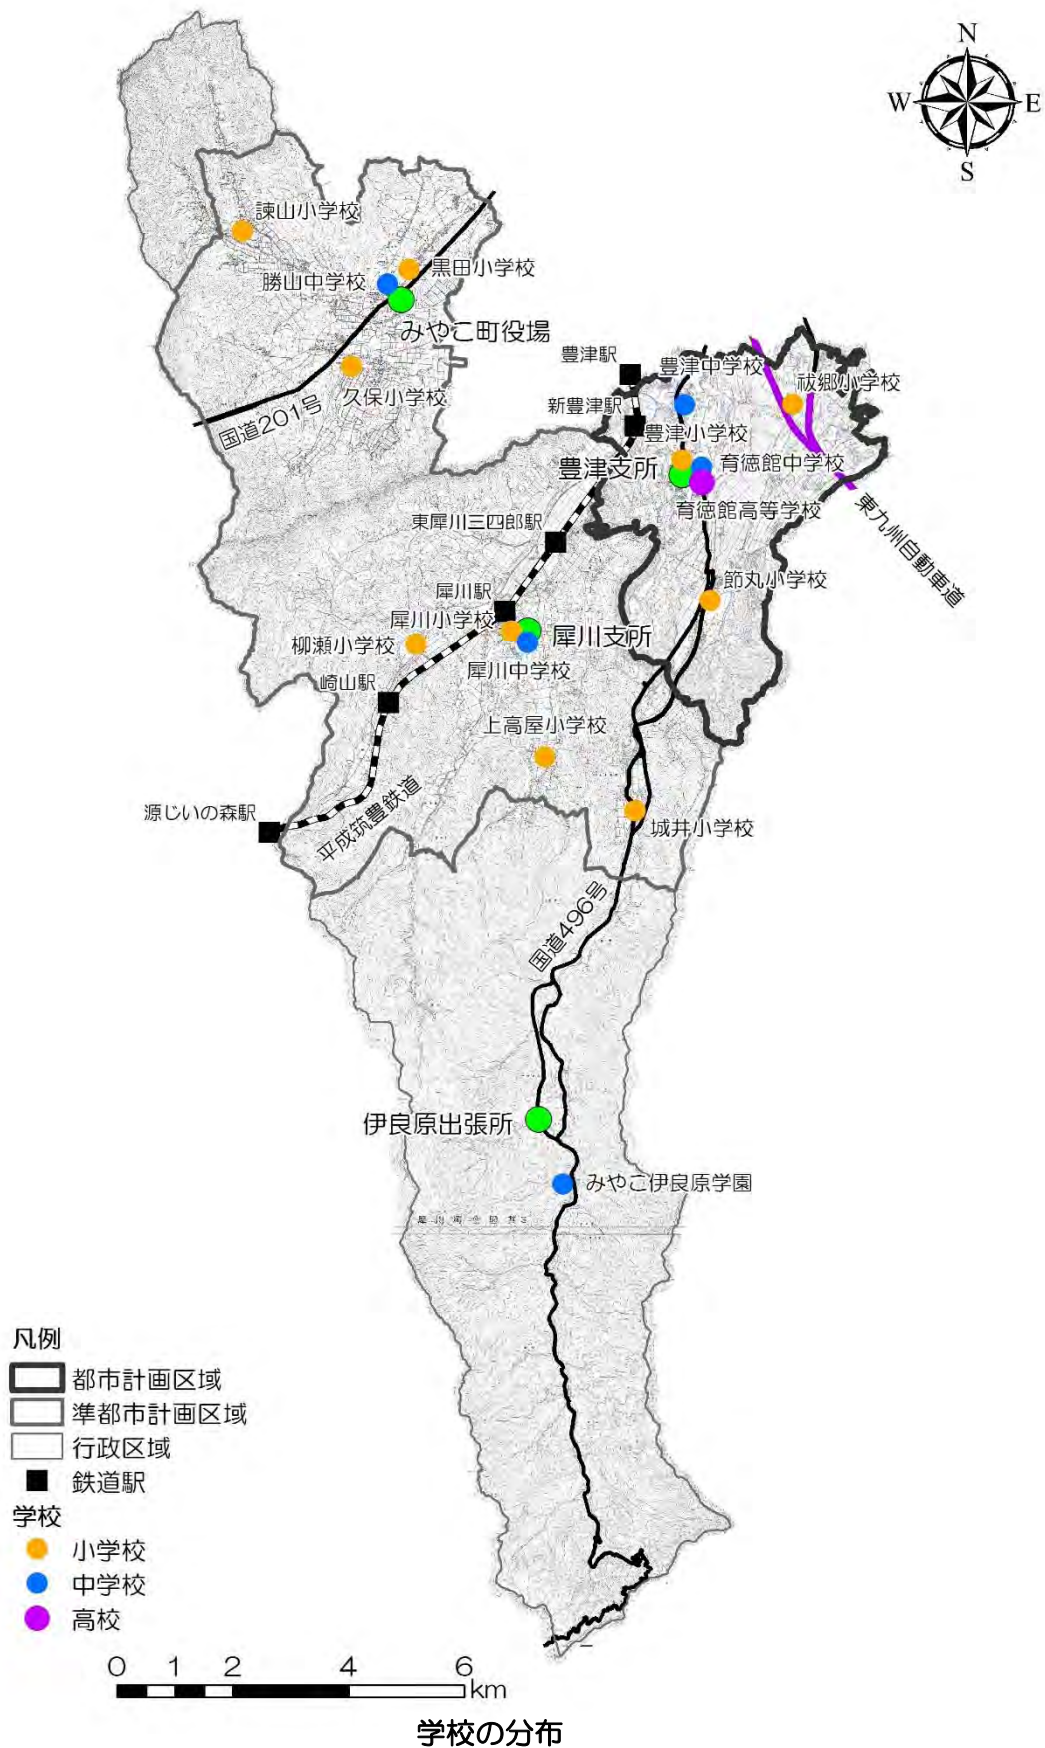 N
W
E
S
諫山小学校
黒田小学校
勝山中学校
みやこ町役場
久保小学校
国道201号
豊津駅
豊津中学校
祓郷小学校
新豊津駅
豊津小学校
豊津支所
育徳館中学校
育徳館高等学校
東九州自動車道
東犀川三四郎駅
節丸小学校
犀川駅
犀川小学校
犀川支所
柳瀬小学校
犀川中学校
崎山駅
上高屋小学校
源じいの森駅
平成筑豊鉄道
城井小学校
国道496号
伊良原出張所
みやこ伊良原学園
凡例
都市計画区域
準都市計画区域
行政区域
鉄道駅
学校
小学校
中学校
高校
0 1 2 4 6
km
学校の分布